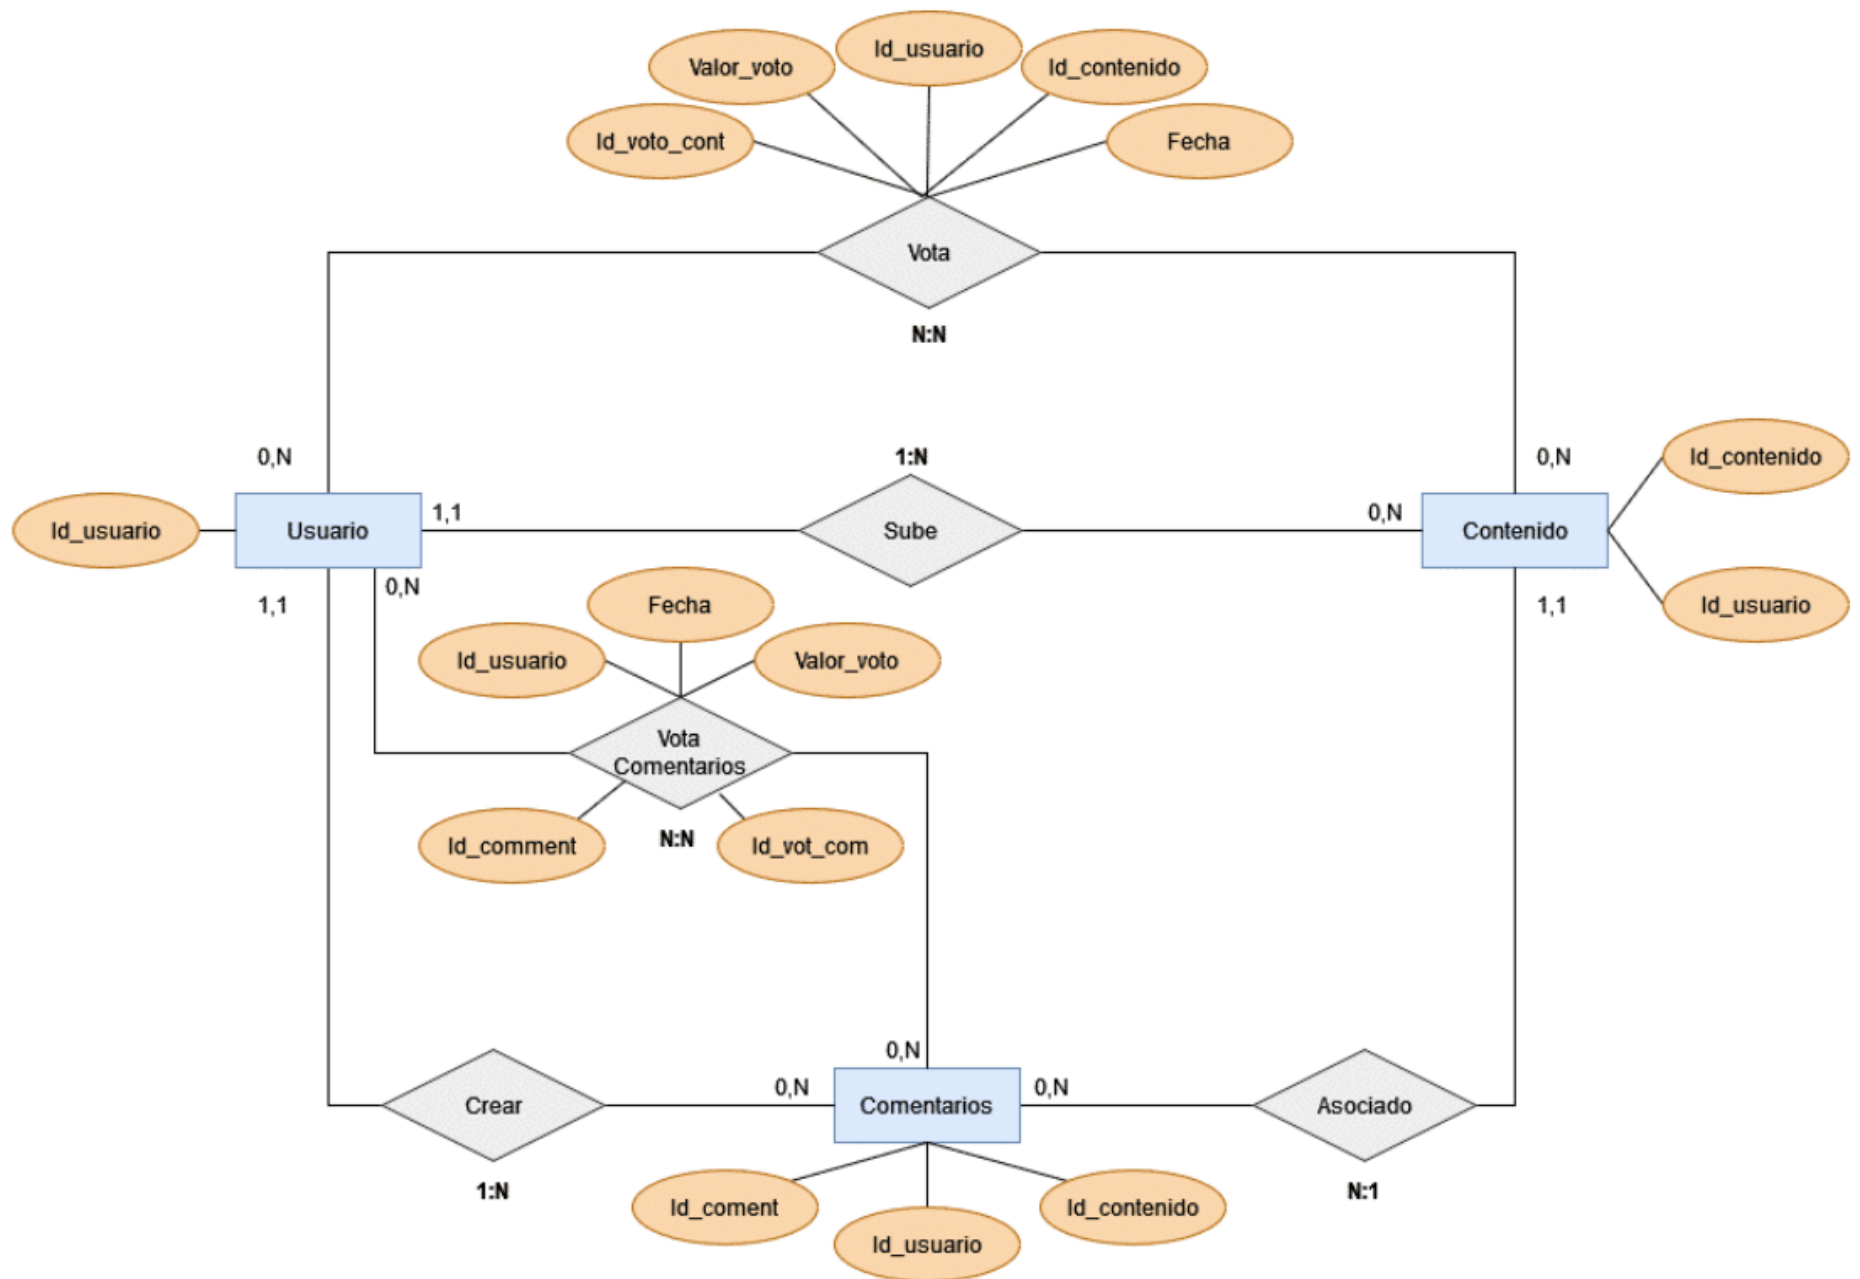 Id_usuario
Valor_voto
Id_contenido
Id_voto_cont
Fecha
Vota
N:N
0,N
1:N
0,N
Id_contenido
Id_usuario
Usuario
1,1
Sube
0,N
Contenido
0,N
1,1
Fecha
1,1
Id_usuario
Id_usuario
Valor_voto
Vota
Comentarios
Id_comment
N:N
Id_vot_com
0,N
0,N
0,N
Crear
Comentarios
Asociado
1:N
Id_coment
Id_contenido
N:1
Id_usuario